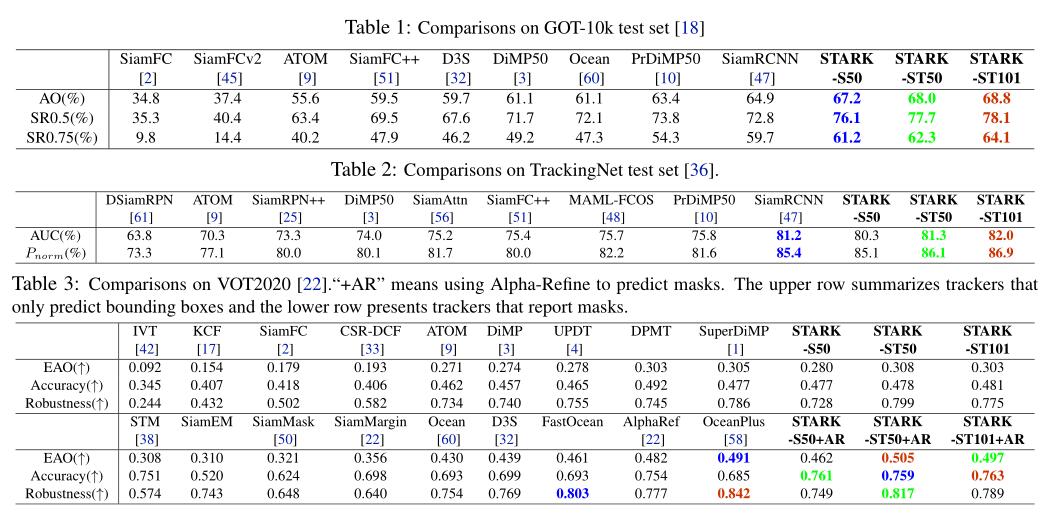 Table 1: Comparisons on GOT-10k test set [18]
SiamFC SiamFCv2 ATOM SiamFC++ D3S DiMP50 Ocean PrDiMP50 SiamRCNN STARK STARK STARK
[2] [45] [9] [51] [32] [3] [60] [10] [47] -S50 -ST50 -ST101
AO(%) 34.8 37.4 55.6 59.5 59.7 61.1 61.1 63.4 64.9 67.2 68.0 68.8
SR0.5(%) 35.3 40.4 63.4 69.5 67.6 71.7 72.1 73.8 72.8 76.1 77.7 78.1
SR0.75(%) 9.8 14.4 40.2 47.9 46.2 49.2 47.3 54.3 59.7 61.2 62.3 64.1
Table 2: Comparisons on TrackingNet test set [36].
DSiamRPN ATOM SiamRPN++ DiMP50 SiamAttn SiamFC++ MAML-FCOS PrDiMP50 SiamRCNN STARK STARK STARK
[61] [9] [25] [3] [56] [51] [48] [10] [47] -S50 -ST50 -ST101
AUC(%) 63.8 70.3 73.3 74.0 75.2 75.4 75.7 75.8 81.2 80.3 81.3 82.0
Pnorm(%) 73.3 77.1 80.0 80.1 81.7 80.0 82.2 81.6 85.4 85.1 86.1 86.9
Table 3: Comparisons on VOT2020 [22].“+AR” means using Alpha-Refine to predict masks. The upper row summarizes trackers that
only predict bounding boxes and the lower row presents trackers that report masks.
IVT KCF SiamFC CSR-DCF ATOM DiMP UPDT DPMT SuperDiMP STARK STARK STARK
[42] [17] [2] [33] [9] [3] [4] [1] -S50 -ST50 -ST101
EAO(↑) 0.092 0.154 0.179 0.193 0.271 0.274 0.278 0.303 0.305 0.280 0.308 0.303
Accuracy(↑) 0.345 0.407 0.418 0.406 0.462 0.457 0.465 0.492 0.477 0.477 0.478 0.481
Robustness(↑) 0.244 0.432 0.502 0.582 0.734 0.740 0.755 0.745 0.786 0.728 0.799 0.775
STM SiamEM SiamMask SiamMargin Ocean D3S FastOcean AlphaRef OceanPlus STARK STARK STARK
[38] [50] [22] [60] [32] [22] [58] -S50+AR -ST50+AR -ST101+AR
EAO(↑) 0.308 0.310 0.321 0.356 0.430 0.439 0.461 0.482 0.491 0.462 0.505 0.497
Accuracy(↑) 0.751 0.520 0.624 0.698 0.693 0.699 0.693 0.754 0.685 0.761 0.759 0.763
Robustness(↑) 0.574 0.743 0.648 0.640 0.754 0.769 0.803 0.777 0.842 0.749 0.817 0.789